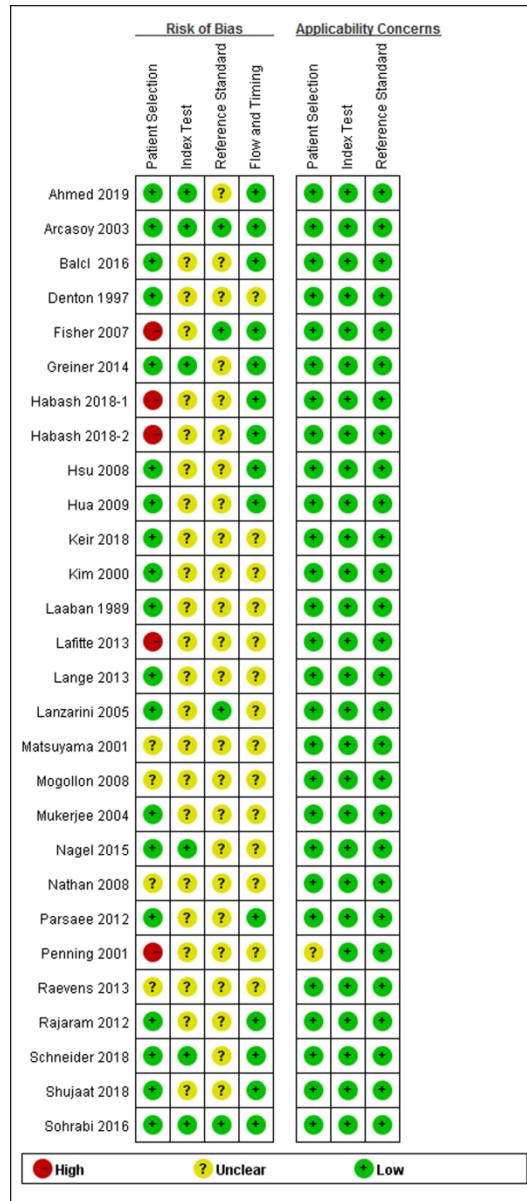 Risk of Bias Applicability Concerns
Patient Selection Index Test Reference Standard Flow and Timing Patient Selection Index Test Reference Standard
Ahmed 2019 + + ? + + + +
Arcasoy 2003 + + + + + + +
Balcl 2016 + ? ? + + + +
Denton 1997 + ? ? ? + + +
Fisher 2007 - ? + + + + +
Greiner 2014 + + ? + + + +
Habash 2018-1 - ? ? + + + +
Habash 2018-2 - ? ? + + + +
Hsu 2008 + ? ? + + + +
Hua 2009 + ? ? + + + +
Keir 2018 + ? ? ? + + +
Kim 2000 + ? ? ? + + +
Laaban 1989 + ? ? ? + + +
Lafitte 2013 - ? ? ? + + +
Lange 2013 + ? ? ? + + +
Lanzarini 2005 + ? + ? + + +
Matsuyama 2001 ? ? ? ? + + +
Mogollon 2008 ? ? ? ? + + +
Mukerjee 2004 + ? ? ? + + +
Nagel 2015 + + ? ? + + +
Nathan 2008 ? ? ? ? + + +
Parsaee 2012 + ? ? + + + +
Penning 2001 - ? ? ? ? + +
Raevens 2013 ? ? ? ? + + +
Rajaram 2012 + ? ? + + + +
Schneider 2018 + + ? + + + +
Shujaat 2018 + ? ? + + + +
Sohrabi 2016 + + + + + + +
- High ? Unclear + Low